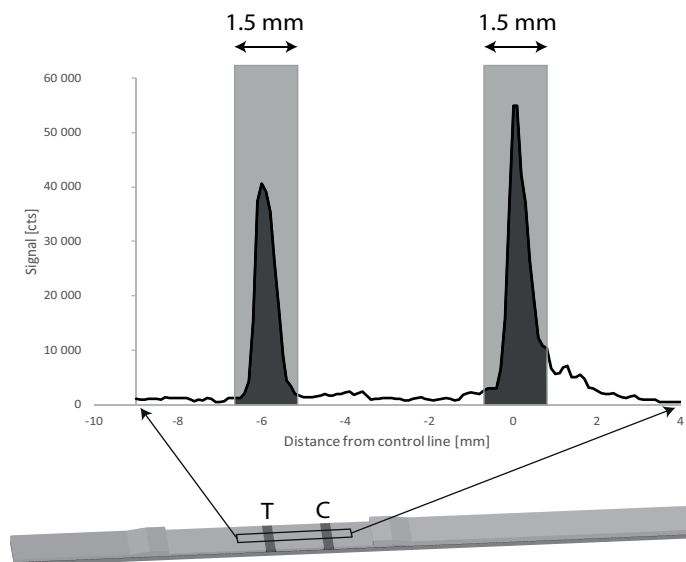 1.5 mm 1.5 mm
60 000
50 000
40 000
30 000
20 000
10 000
0
Signal [cts]
-10 -8 -6 -4 -2 0 2 4
Distance from control line [mm]
T C